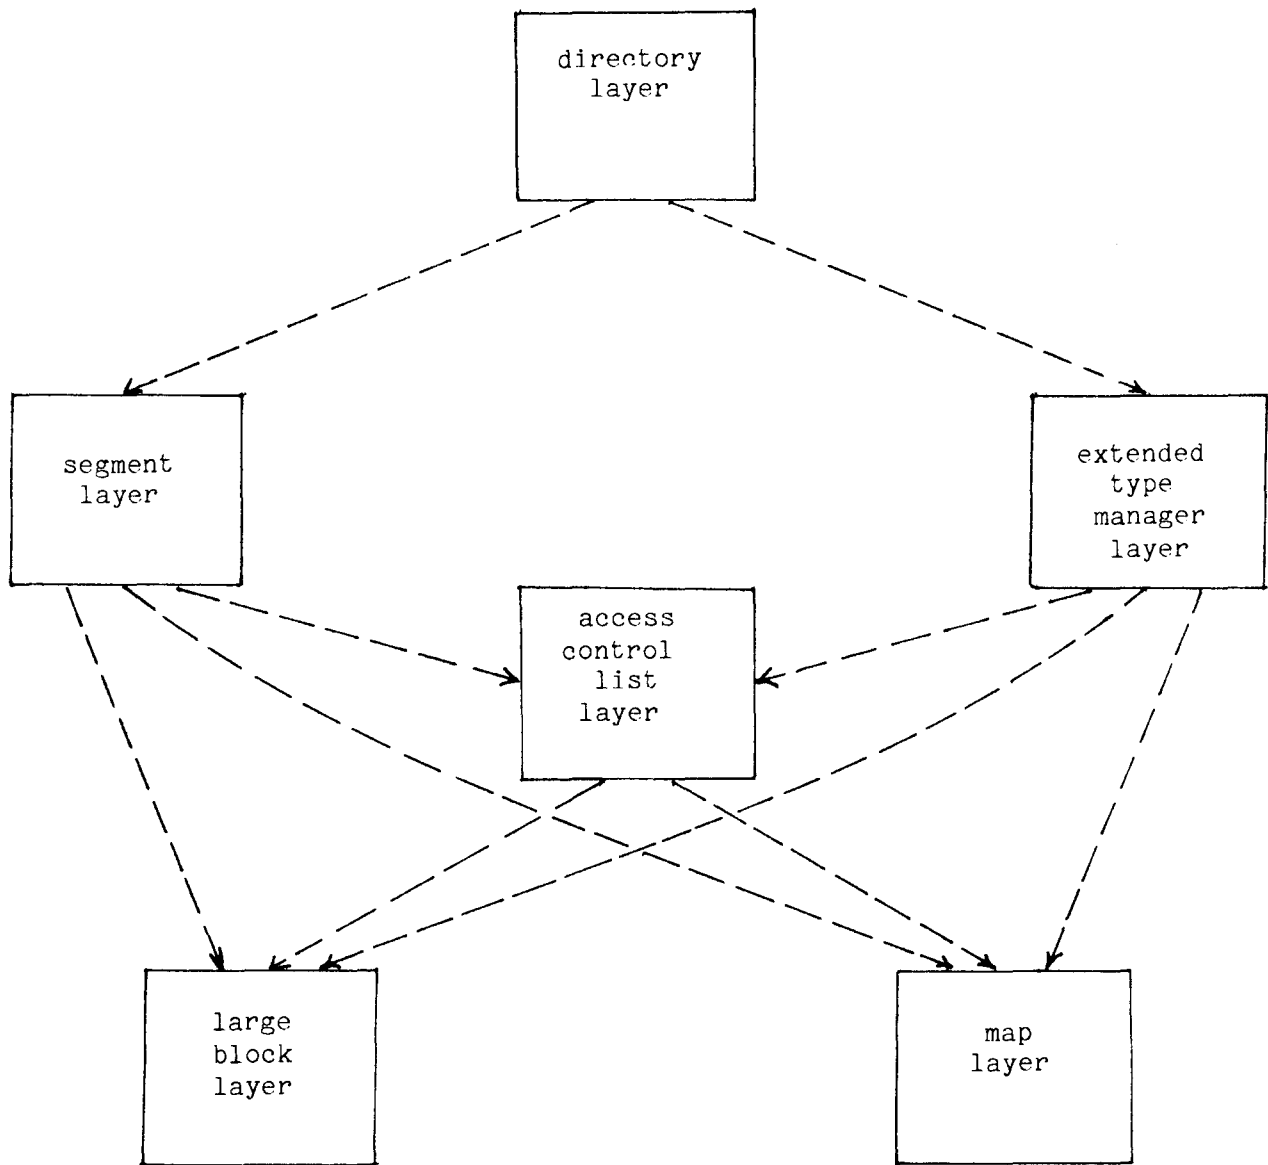 directory
layer
segment
layer
extended
type
manager
layer
access
control
list
layer
large
block
layer
map
layer